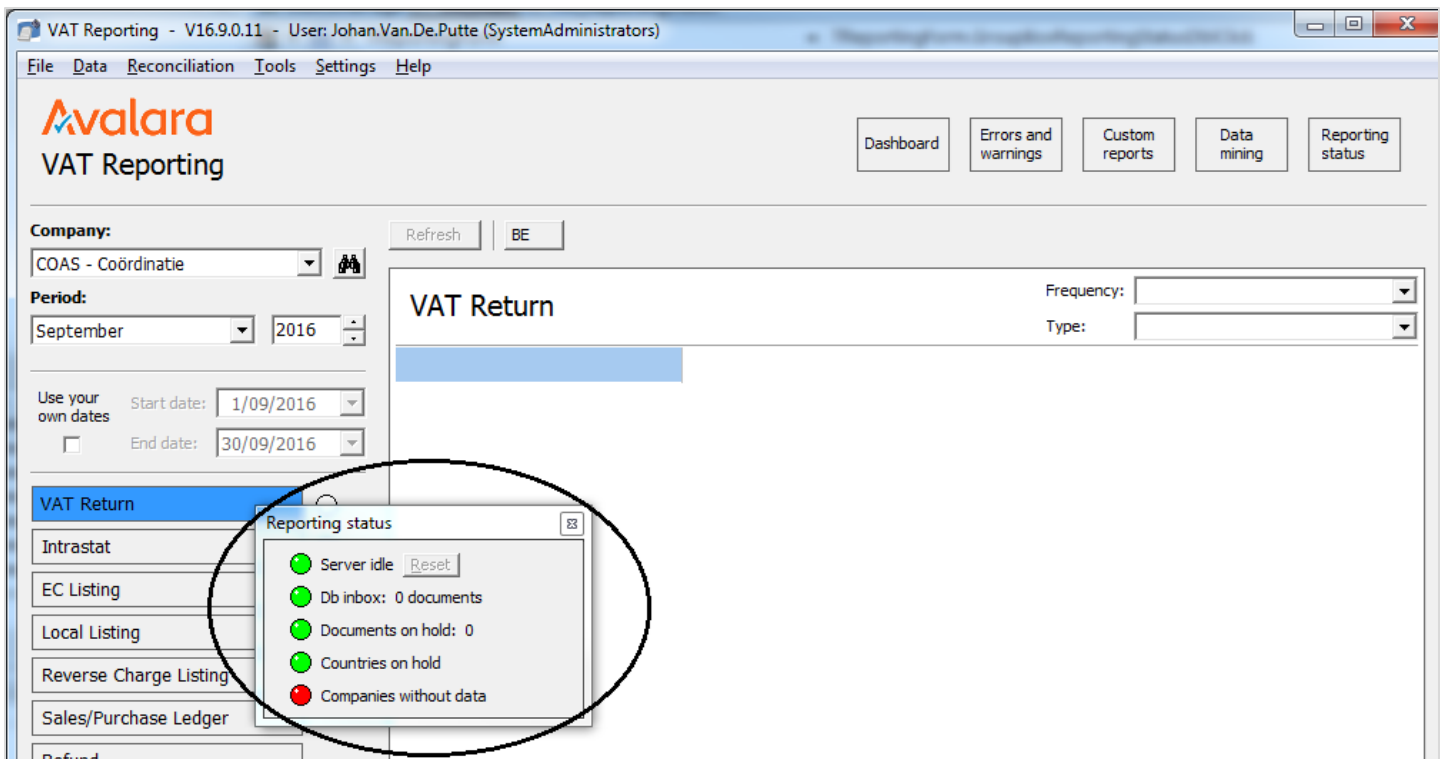 VAT Reporting - V16.9.0.11 - User: Johan.Van.De.Putte (SystemAdministrators)
File Data Reconciliation Tools Settings Help
Avalara
VAT Reporting
Dashboard
Errors and
warnings
Custom
reports
Data
mining
Reporting
status
Company:
COAS - Coördinatie
Period:
September 2016
Use your
own dates
Start date: 1/09/2016
End date: 30/09/2016
Refresh BE
VAT Return
Frequency:
Type:
VAT Return
Intrastat
EC Listing
Local Listing
Reverse Charge Listing
Sales/Purchase Ledger
Refund
Reporting status
Server idle Reset
Db inbox: 0 documents
Documents on hold: 0
Countries on hold
Companies without data